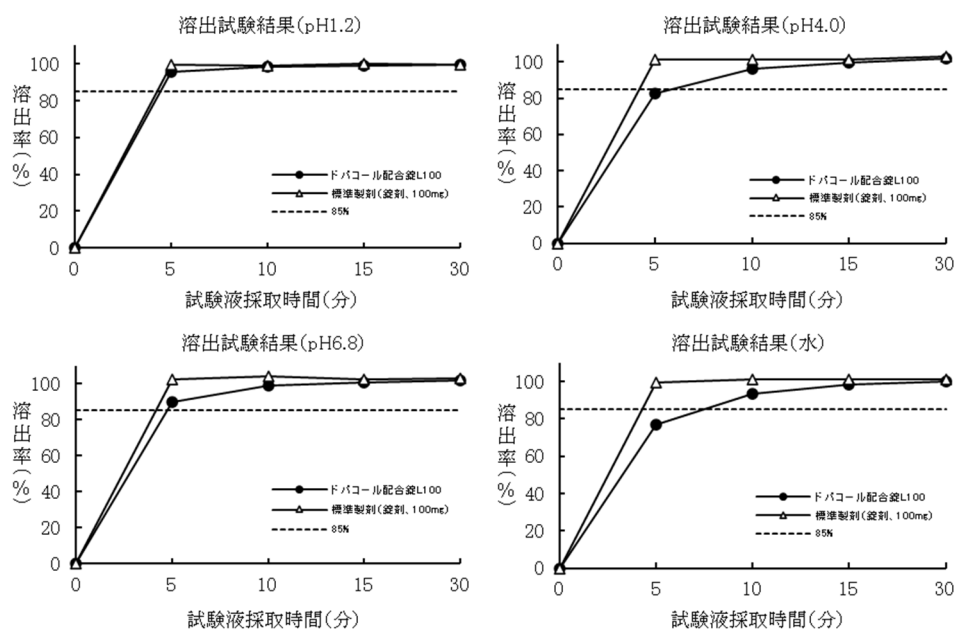 溶出試験結果(pH1.2)
溶出率(%)
100
80
60
40
20
0
ドパコール配合錠L100
標準製剤(錠剤、100mg)
85%
0 5 10 15 30
試験液採取時間(分)
溶出試験結果(pH4.0)
溶出率(%)
100
80
60
40
20
0
ドパコール配合錠L100
標準製剤(錠剤、100mg)
85%
0 5 10 15 30
試験液採取時間(分)
溶出試験結果(pH6.8)
溶出率(%)
100
80
60
40
20
0
ドパコール配合錠L100
標準製剤(錠剤、100mg)
85%
0 5 10 15 30
試験液採取時間(分)
溶出試験結果(水)
溶出率(%)
100
80
60
40
20
0
ドパコール配合錠L100
標準製剤(錠剤、100mg)
85%
0 5 10 15 30
試験液採取時間(分)